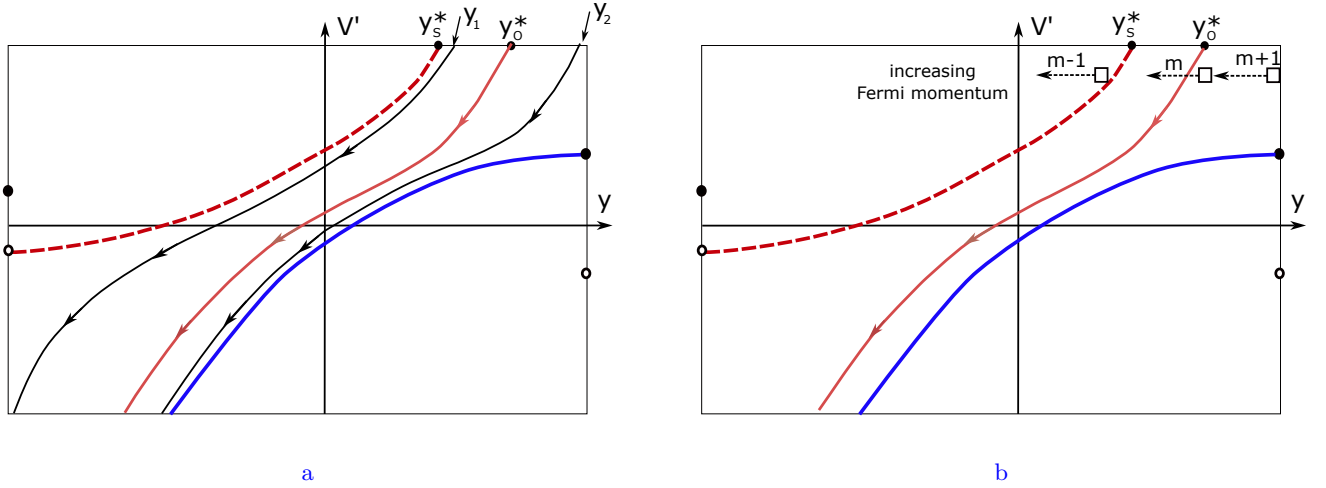 V'
y*s
y1
y*o
y2
y
a
V'
increasing
Fermi momentum
y*s
y*o
m-1
m
m+1
y
b